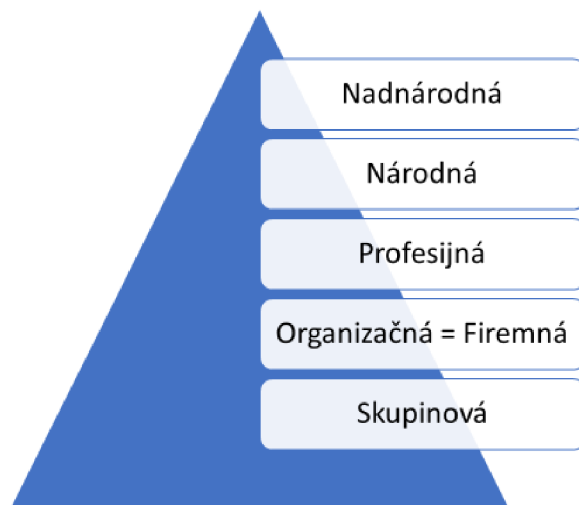 Nadnárodná
Národná
Profesijná
Organizačná = Firemná
Skupinová